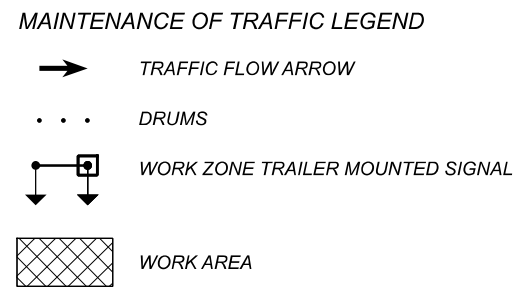 MAINTENANCE OF TRAFFIC LEGEND
TRAFFIC FLOW ARROW
DRUMS
WORK ZONE TRAILER MOUNTED SIGNAL
WORK AREA